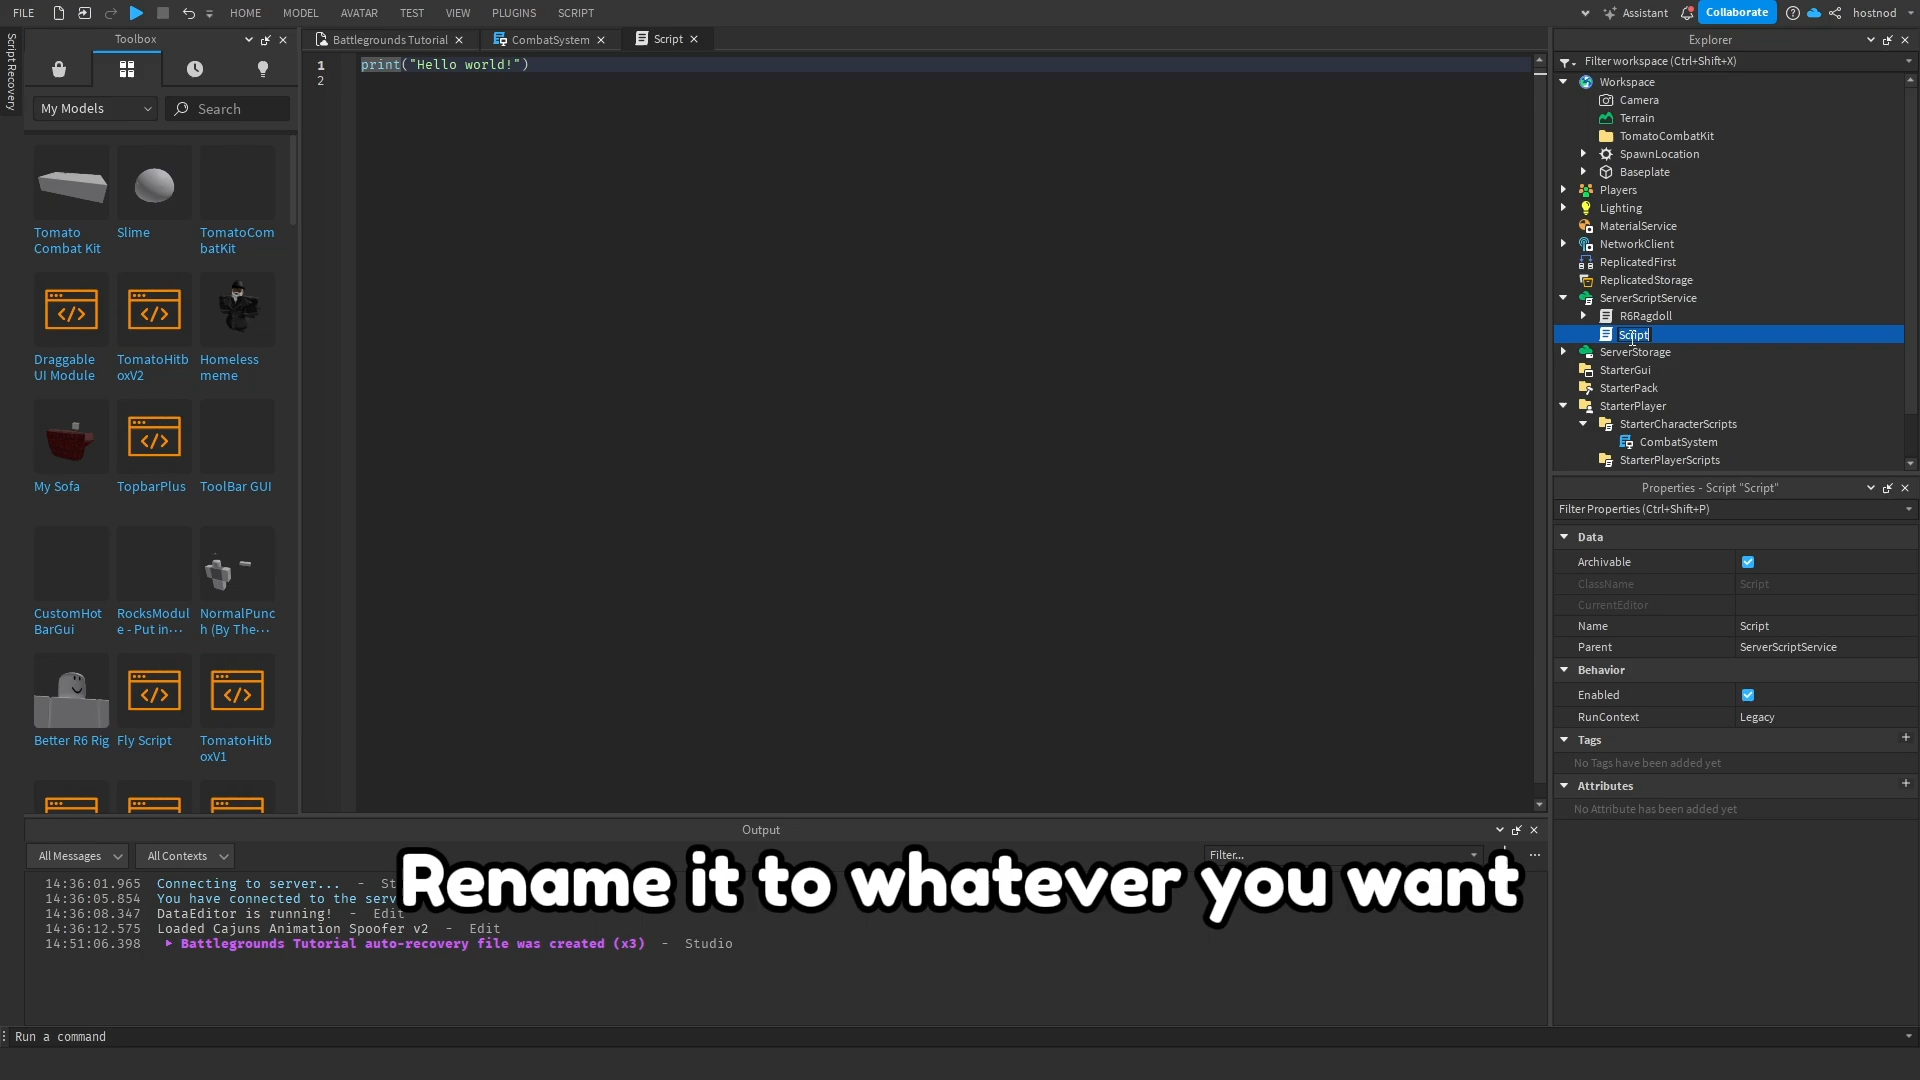 FILE
HOME
MODEL
AVATAR
TEST
VIEW
PLUGINS
SCRIPT
Assistant
Collaborate
hostnod
Script Recovery
Toolbox
My Models
Search
Tomato
Combat Kit
Slime
TomatoCom
batKit
Draggable
UI Module
TomatoHitb
oxV2
Homeless
meme
My Sofa
TopbarPlus
ToolBar GUI
CustomHot
BarGui
RocksModul
e - Put in···
NormalPunc
h (By The···
Better R6 Rig
Fly Script
TomatoHitb
oxV1
Battlegrounds Tutorial
CombatSystem
Script
1 print("Hello world!")
2
Explorer
Filter workspace (Ctrl+Shift+X)
Workspace
Camera
Terrain
TomatoCombatKit
SpawnLocation
Baseplate
Players
Lighting
MaterialService
NetworkClient
ReplicatedFirst
ReplicatedStorage
ServerScriptService
R6Ragdoll
Script
ServerStorage
StarterGui
StarterPack
StarterPlayer
StarterCharacterScripts
CombatSystem
StarterPlayerScripts
Properties - Script "Script"
Filter Properties (Ctrl+Shift+P)
Data
Archivable
ClassName Script
CurrentEditor
Name Script
Parent ServerScriptService
Behavior
Enabled
RunContext Legacy
Tags +
No Tags have been added yet
Attributes +
No Attribute has been added yet
Output
All Messages
All Contexts
Filter...
14:36:01.965 Connecting to server... - St
14:36:05.854 You have connected to the serv
14:36:08.347 DataEditor is running! - Edit
14:36:12.575 Loaded Cajuns Animation Spoofer v2 - Edit
14:51:06.398 Battlegrounds Tutorial auto-recovery file was created (x3) - Studio
Rename it to whatever you want
Run a command